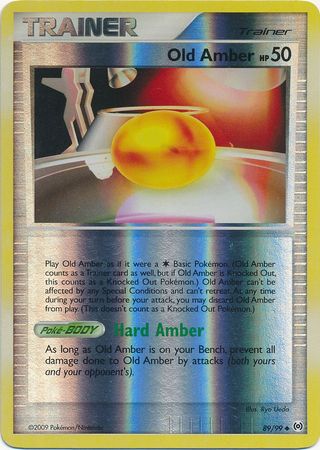 TRAINER
Trainer
Old Amber HP 50
Play Old Amber as if it were a Basic Pokémon. (Old Amber
counts as a Trainer card as well, but if Old Amber is Knocked Out,
this counts as a Knocked Out Pokémon.) Old Amber can't be
affected by any Special Conditions and can't retreat. At any time
during your turn before your attack, you may discard Old Amber
from play. (This doesn't count as a Knocked Out Pokémon.)
Poké-BODY Hard Amber
As long as Old Amber is on your Bench, prevent all
damage done to Old Amber by attacks (both yours
and your opponent's).
Illus. Ryo Ueda
©2009 Pokémon/Nintendo 89/99